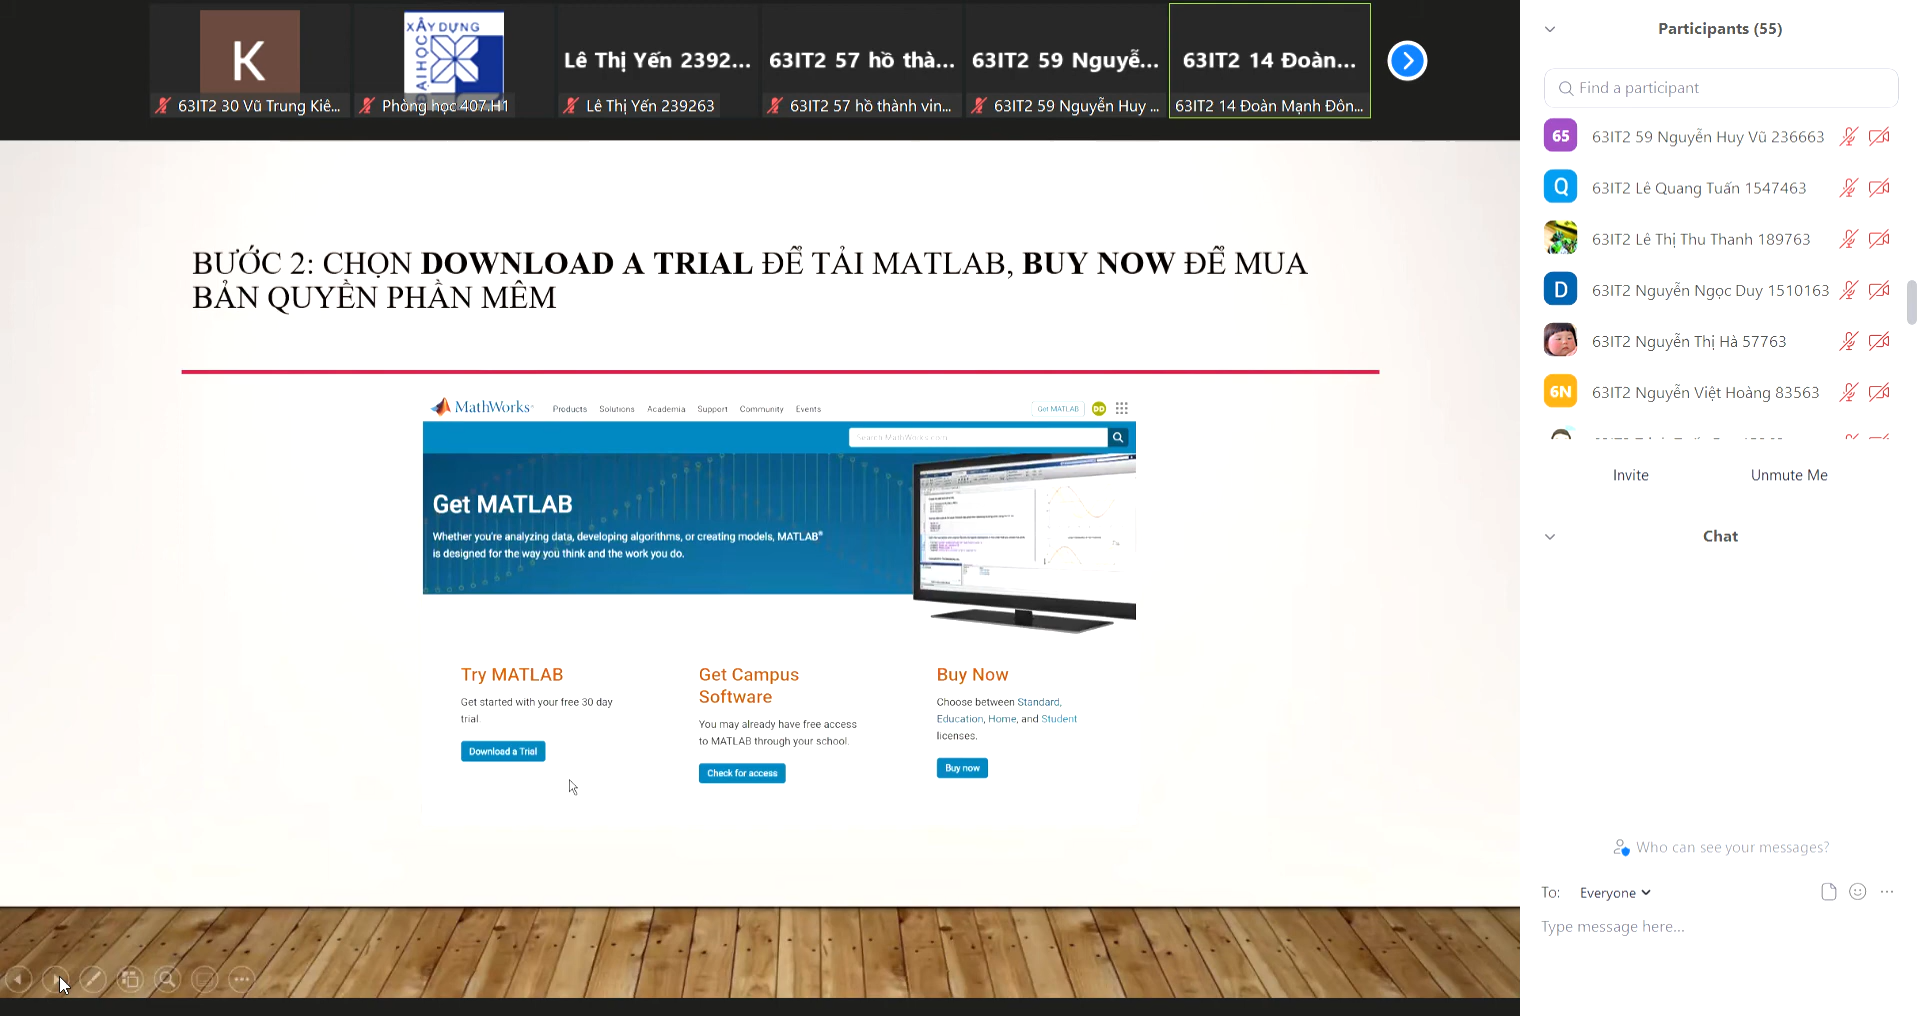 K
XÂY DỰNG
ĐẠI HỌC
Lê Thị Yến 2392...
63IT2 57 hồ thà...
63IT2 59 Nguyễ...
63IT2 14 Đoàn...
63IT2 30 Vũ Trung Kiê...
Phòng học 407.H1
Lê Thị Yến 239263
63IT2 57 hồ thành vin...
63IT2 59 Nguyễn Huy ...
63IT2 14 Đoàn Mạnh Đôn...
BƯỚC 2: CHỌN DOWNLOAD A TRIAL ĐỂ TẢI MATLAB, BUY NOW ĐỂ MUA
BẢN QUYỀN PHẦN MÊM
MathWorks®
Products Solutions Academia Support Community Events
Get MATLAB
DD
Search MathWorks.com
Get MATLAB
Whether you're analyzing data, developing algorithms, or creating models, MATLAB®
is designed for the way you think and the work you do.
Try MATLAB
Get started with your free 30 day
trial.
Download a Trial
Get Campus
Software
You may already have free access
to MATLAB through your school.
Check for access
Buy Now
Choose between Standard,
Education, Home, and Student
licenses.
Buy now
Participants (55)
Find a participant
65 63IT2 59 Nguyễn Huy Vũ 236663
Q 63IT2 Lê Quang Tuấn 1547463
63IT2 Lê Thị Thu Thanh 189763
D 63IT2 Nguyễn Ngọc Duy 1510163
63IT2 Nguyễn Thị Hà 57763
6N 63IT2 Nguyễn Việt Hoàng 83563
Invite
Unmute Me
Chat
Who can see your messages?
To: Everyone
Type message here...